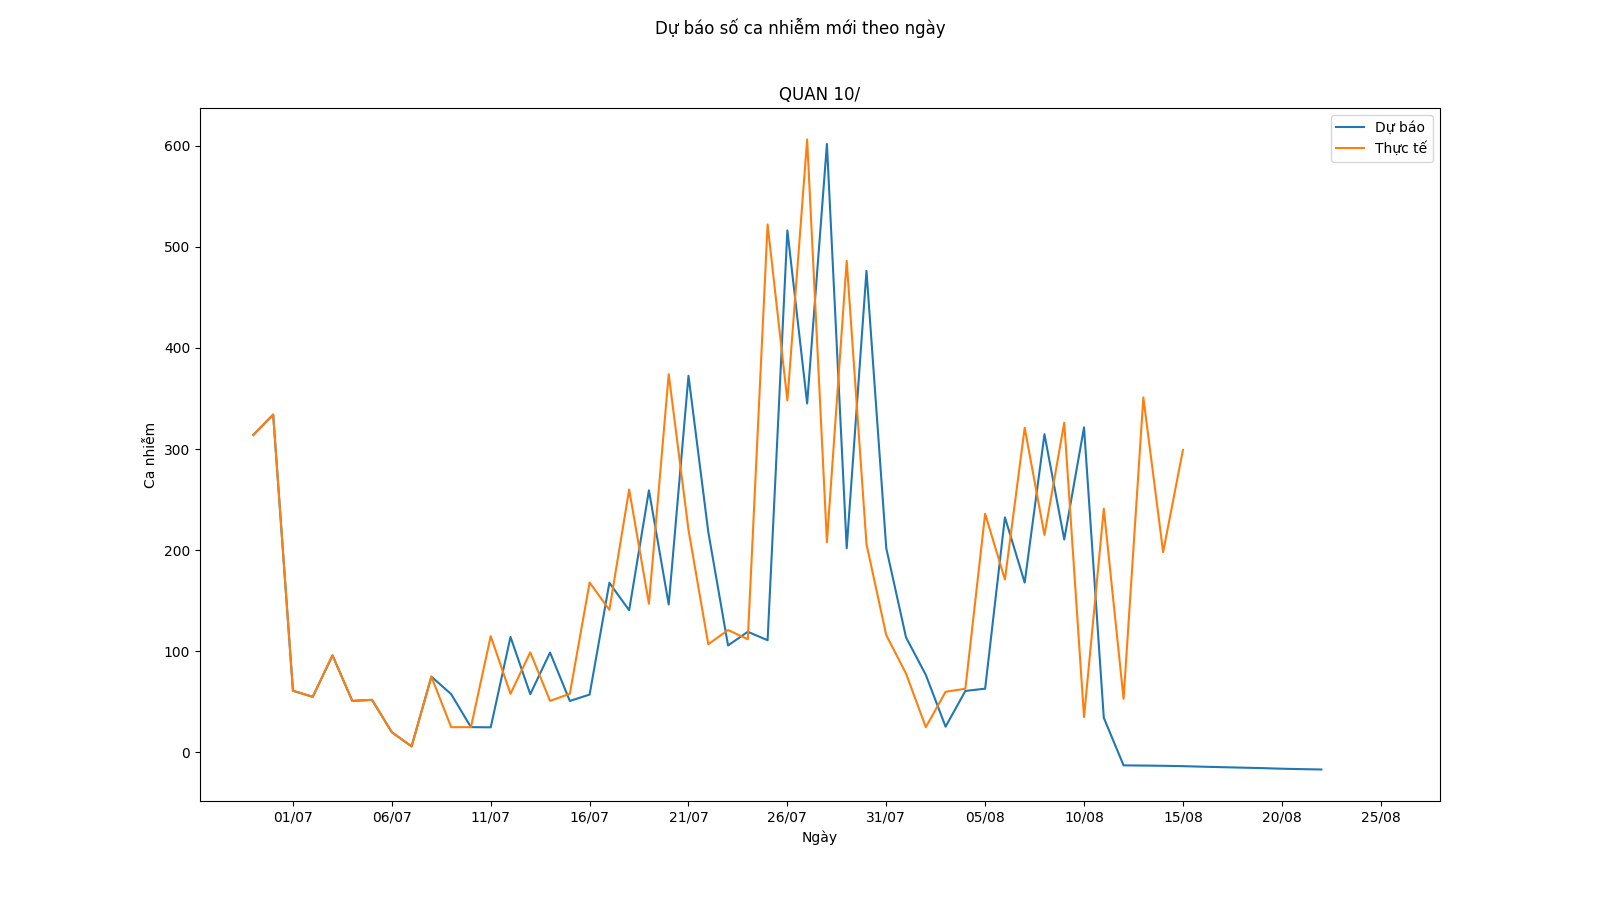 Dự báo số ca nhiễm mới theo ngày
QUAN 10/
Dự báo
Thực tế
Ca nhiễm
600
500
400
300
200
100
0
01/07 06/07 11/07 16/07 21/07 26/07 31/07 05/08 10/08 15/08 20/08 25/08
Ngày